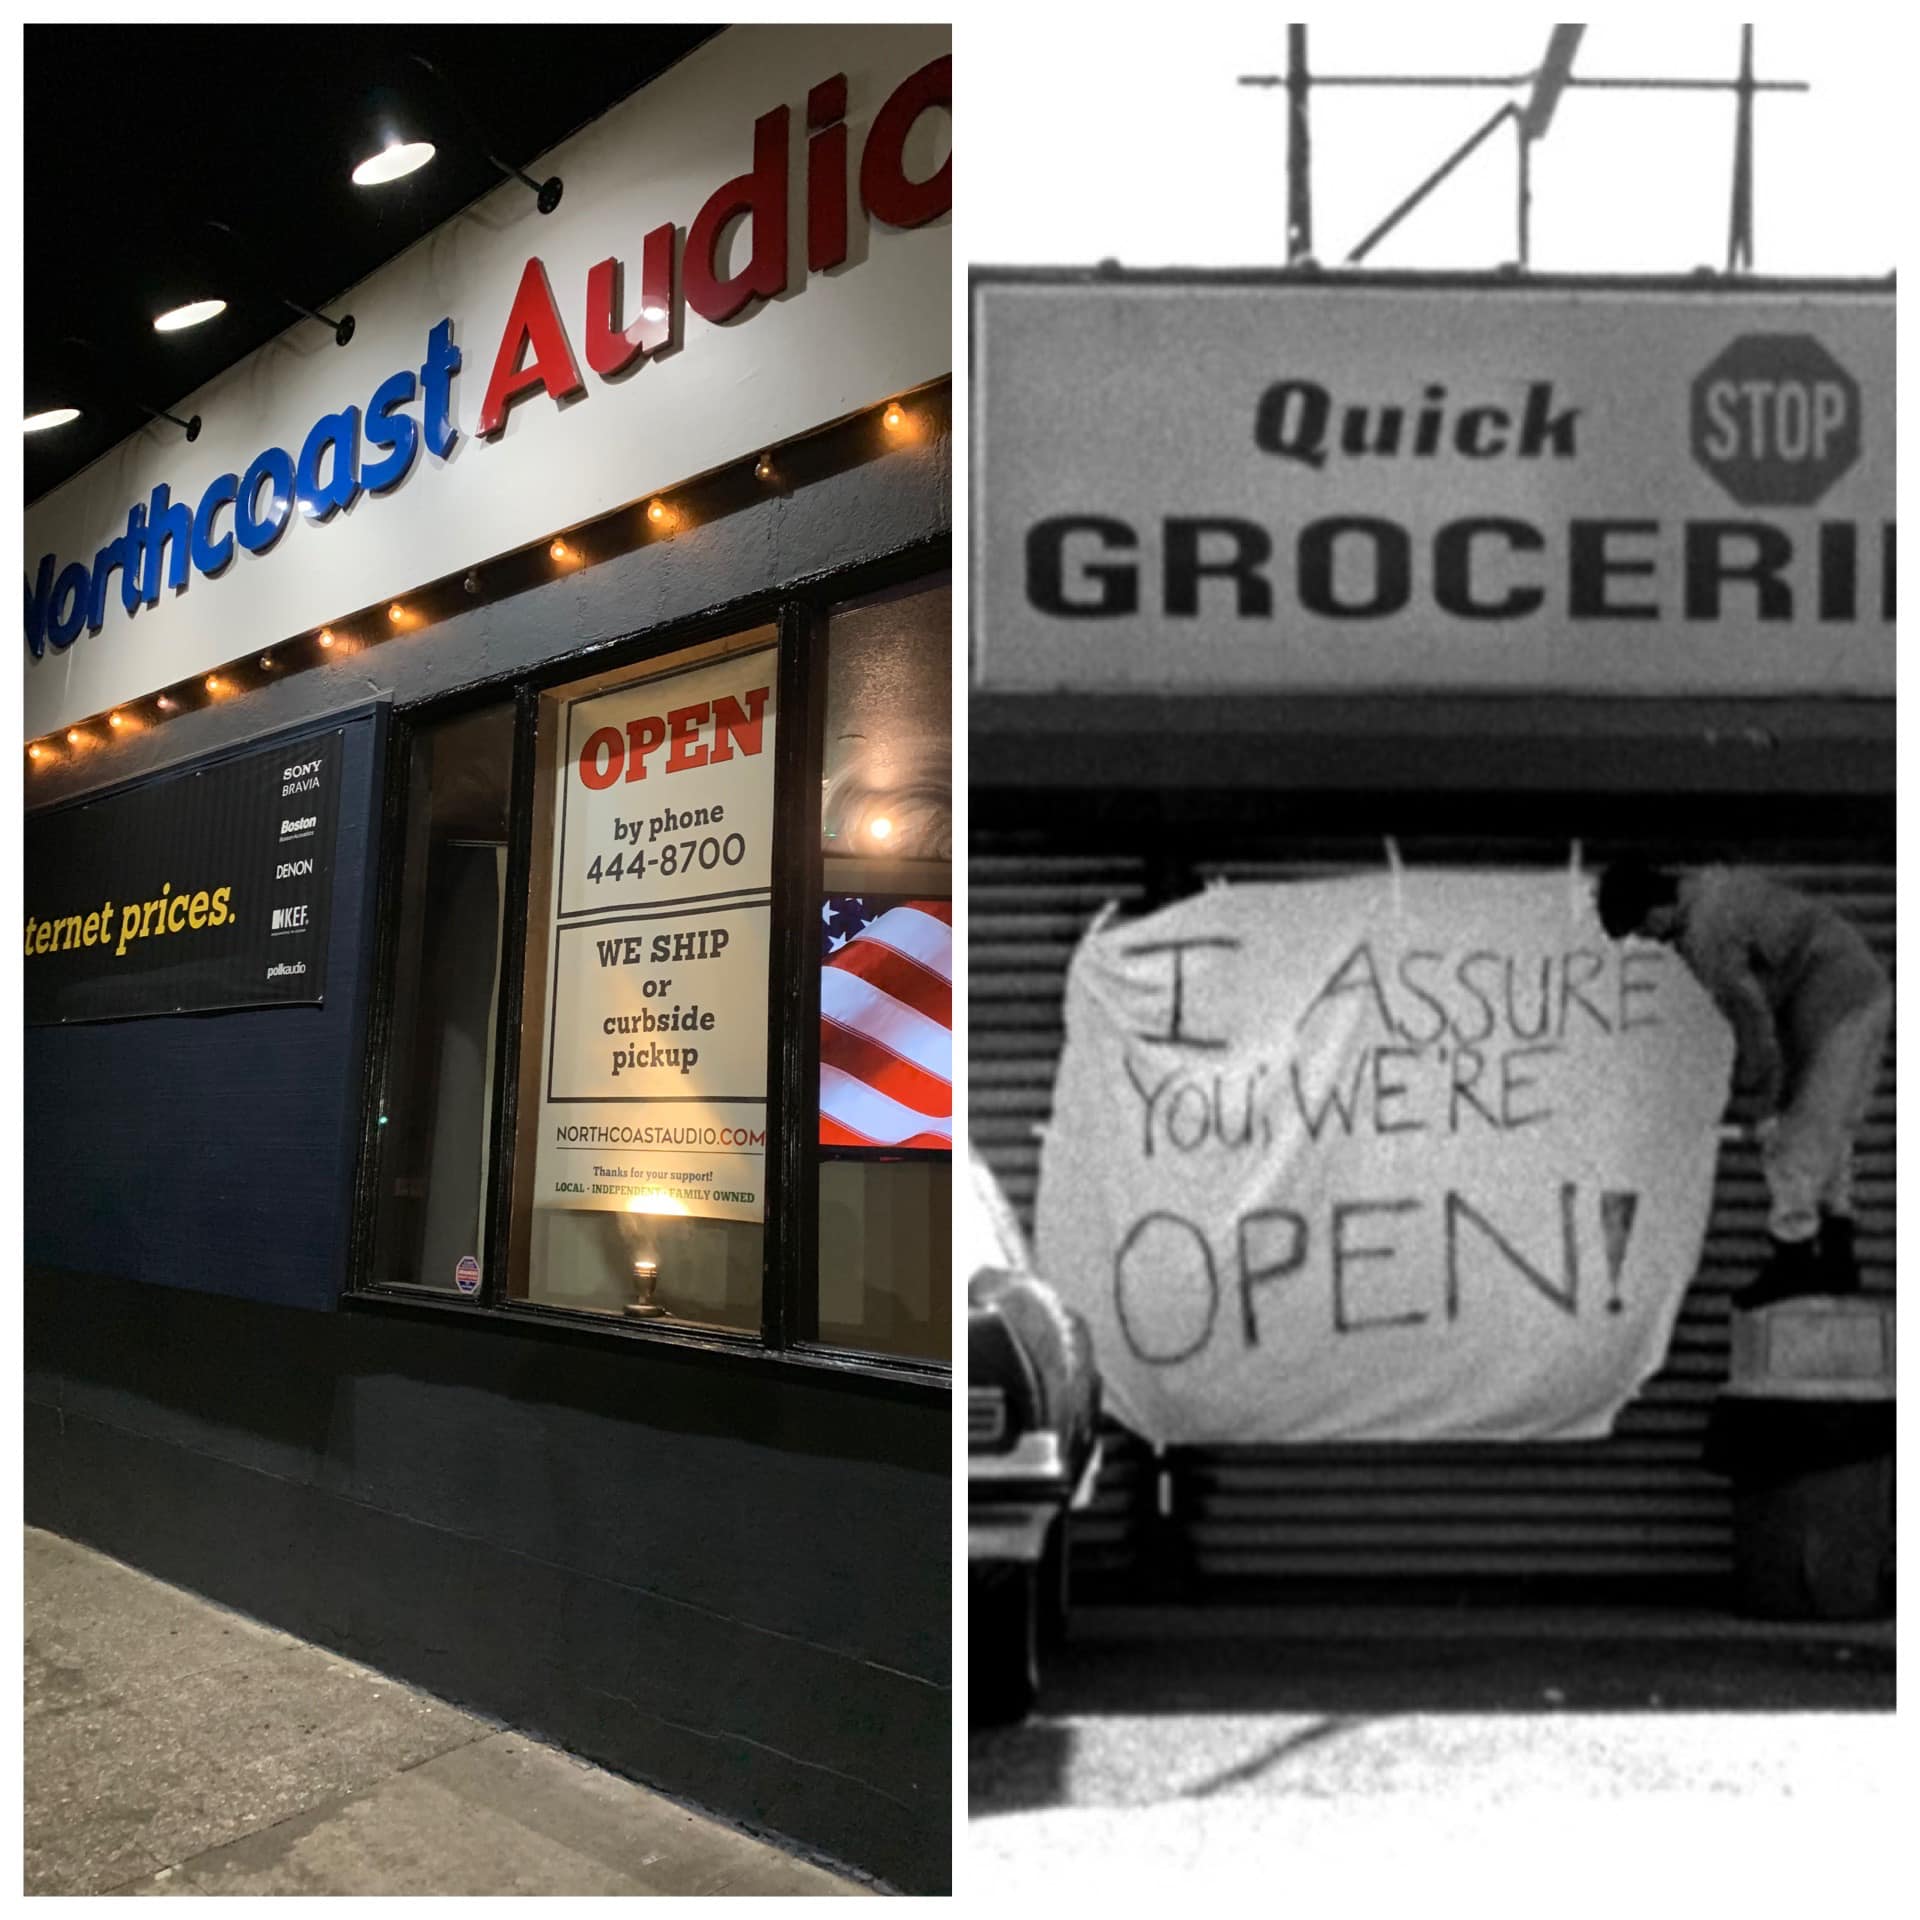 Northcoast Audio
SONY
BRAVIA
Boston
DENON
KEF
polkaudio
ternet prices.
OPEN
by phone
444-8700
WE SHIP
or
curbside
pickup
NORTHCOASTAUDIO.COM
Thanks for your support!
LOCAL · INDEPENDENT · FAMILY OWNED
Quick STOP
GROCERI
I ASSURE
YOU; WE'RE
OPEN!